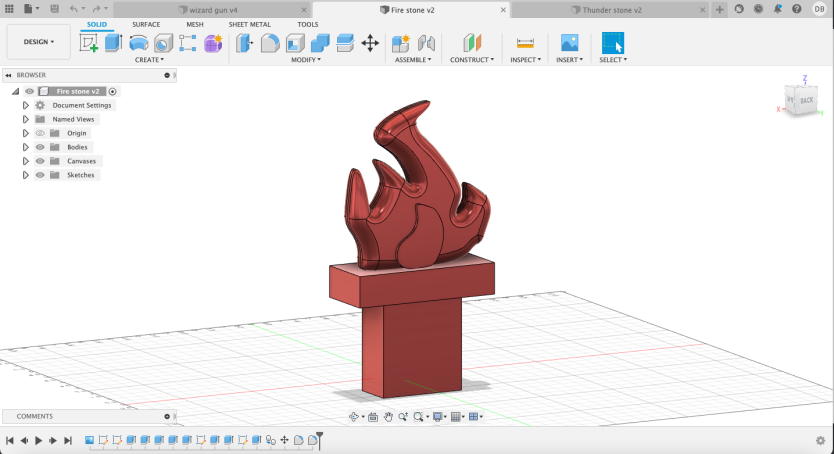 wizard gun v4
Fire stone v2
Thunder stone v2
DB
SOLID
SURFACE
MESH
SHEET METAL
TOOLS
DESIGN
CREATE
MODIFY
ASSEMBLE
CONSTRUCT
INSPECT
INSERT
SELECT
BROWSER
Fire stone v2
Document Settings
Named Views
Origin
Bodies
Canvases
Sketches
Z
X
BACK
COMMENTS